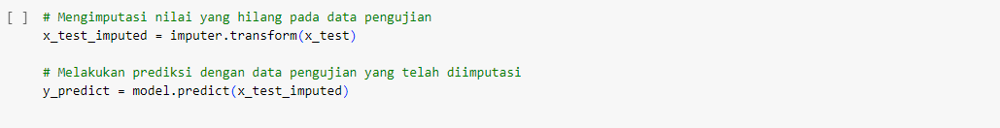 [ ] # Mengimputasi nilai yang hilang pada data pengujian
x_test_imputed = imputer.transform(x_test)
# Melakukan prediksi dengan data pengujian yang telah diimputasi
y_predict = model.predict(x_test_imputed)